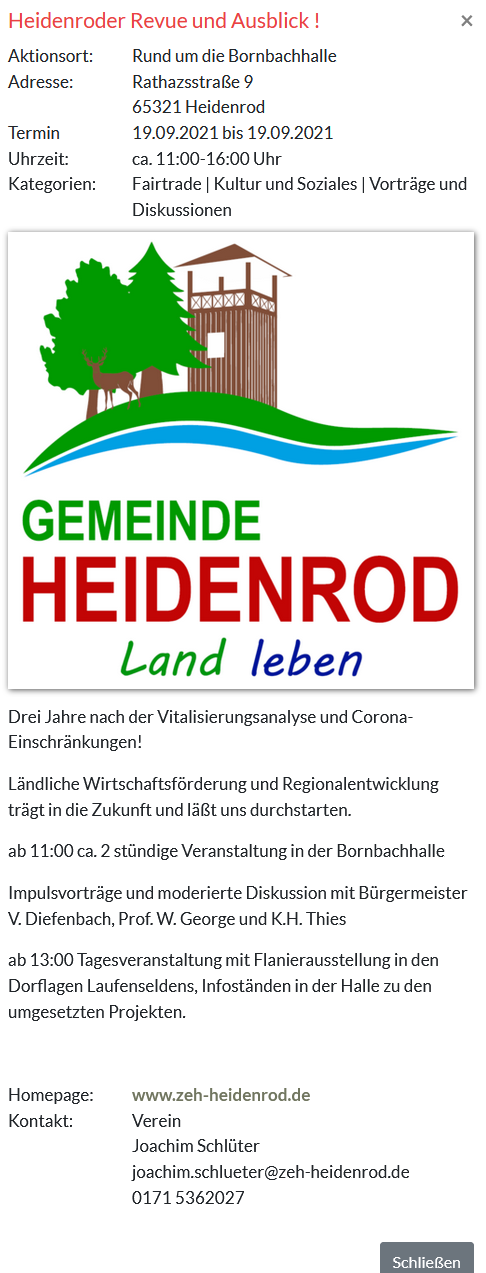 Heidenroder Revue und Ausblick !
×
Aktionsort: Rund um die Bornbachhalle
Adresse: Rathazsstraße 9
65321 Heidenrod
Termin 19.09.2021 bis 19.09.2021
Uhrzeit: ca. 11:00-16:00 Uhr
Kategorien: Fairtrade | Kultur und Soziales | Vorträge und
Diskussionen
GEMEINDE
HEIDENROD
Land leben
Drei Jahre nach der Vitalisierungsanalyse und Corona-
Einschränkungen!
Ländliche Wirtschaftsförderung und Regionalentwicklung
trägt in die Zukunft und läßt uns durchstarten.
ab 11:00 ca. 2 stündige Veranstaltung in der Bornbachhalle
Impulsvorträge und moderierte Diskussion mit Bürgermeister
V. Diefenbach, Prof. W. George und K.H. Thies
ab 13:00 Tagesveranstaltung mit Flanierausstellung in den
Dorflagen Laufenseldens, Infoständen in der Halle zu den
umgesetzten Projekten.
Homepage: www.zeh-heidenrod.de
Kontakt: Verein
Joachim Schlüter
joachim.schlueter@zeh-heidenrod.de
0171 5362027
Schließen